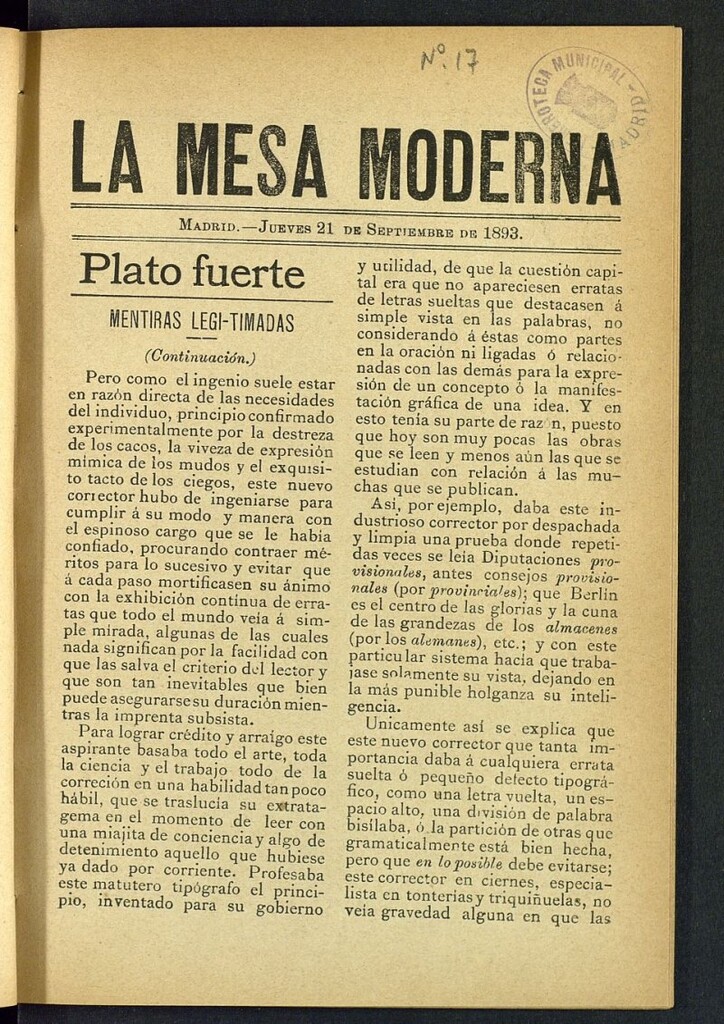 Nº. 17
HEMEROTECA MUNICIPAL - MADRID
LA MESA MODERNA
MADRID.—JUEVES 21 DE SEPTIEMBRE DE 1893.
Plato fuerte
MENTIRAS LEGI-TIMADAS
(Continuación.)
Pero como el ingenio suele estar
en razón directa de las necesidades
del individuo, principio confirmado
experimentalmente por la destreza
de los cacos, la viveza de expresión
mímica de los mudos y el exquisi-
to tacto de los ciegos, este nuevo
corrector hubo de ingeniarse para
cumplir á su modo y manera con
el espinoso cargo que se le había
confiado, procurando contraer mé-
ritos para lo sucesivo y evitar que
á cada paso mortificasen su ánimo
con la exhibición continua de erra-
tas que todo el mundo veía á sim-
ple mirada, algunas de las cuales
nada significan por la facilidad con
que las salva el criterio del lector y
que son tan inevitables que bien
puede asegurarse su duración mien-
tras la imprenta subsista.
Para lograr crédito y arraigo este
aspirante basaba todo el arte, toda
la ciencia y el trabajo todo de la
correción en una habilidad tan poco
hábil, que se traslucía su extrata-
gema en el momento de leer con
una miajita de conciencia y algo de
detenimiento aquello que hubiese
ya dado por corriente. Profesaba
este matutero tipógrafo el princi-
pio, inventado para su gobierno
y utilidad, de que la cuestión capi-
tal era que no apareciesen erratas
de letras sueltas que destacasen á
simple vista en las palabras, no
considerando á éstas como partes
en la oración ni ligadas ó relacio-
nadas con las demás para la expre-
sión de un concepto ó la manifes-
tación gráfica de una idea. Y en
esto tenía su parte de raz n, puesto
que hoy son muy pocas las obras
que se leen y menos aún las que se
estudian con relación á las mu-
chas que se publican.
Así, por ejemplo, daba este in-
dustrioso corrector por despachada
y limpia una prueba donde repeti-
das veces se leía Diputaciones pro-
visionales, antes consejos provisio-
nales (por provinciales); que Berlin
es el centro de las glorias y la cuna
de las grandezas de los almacenes
(por los alemanes), etc.; y con este
particular sistema hacía que traba-
jase solamente su vista, dejando en
la más punible holganza su inteli-
gencia.
Unicamente así se explica que
este nuevo corrector que tanta im-
portancia daba á cualquiera errata
suelta ó pequeño defecto tipográ-
fico, como una letra vuelta, un es-
pacio alto, una división de palabra
bisílaba, ó la partición de otras que
gramaticalmente está bien hecha,
pero que en lo posible debe evitarse;
este corrector en ciernes, especia-
lista en tonterías y triquiñuelas, no
veía gravedad alguna en que las